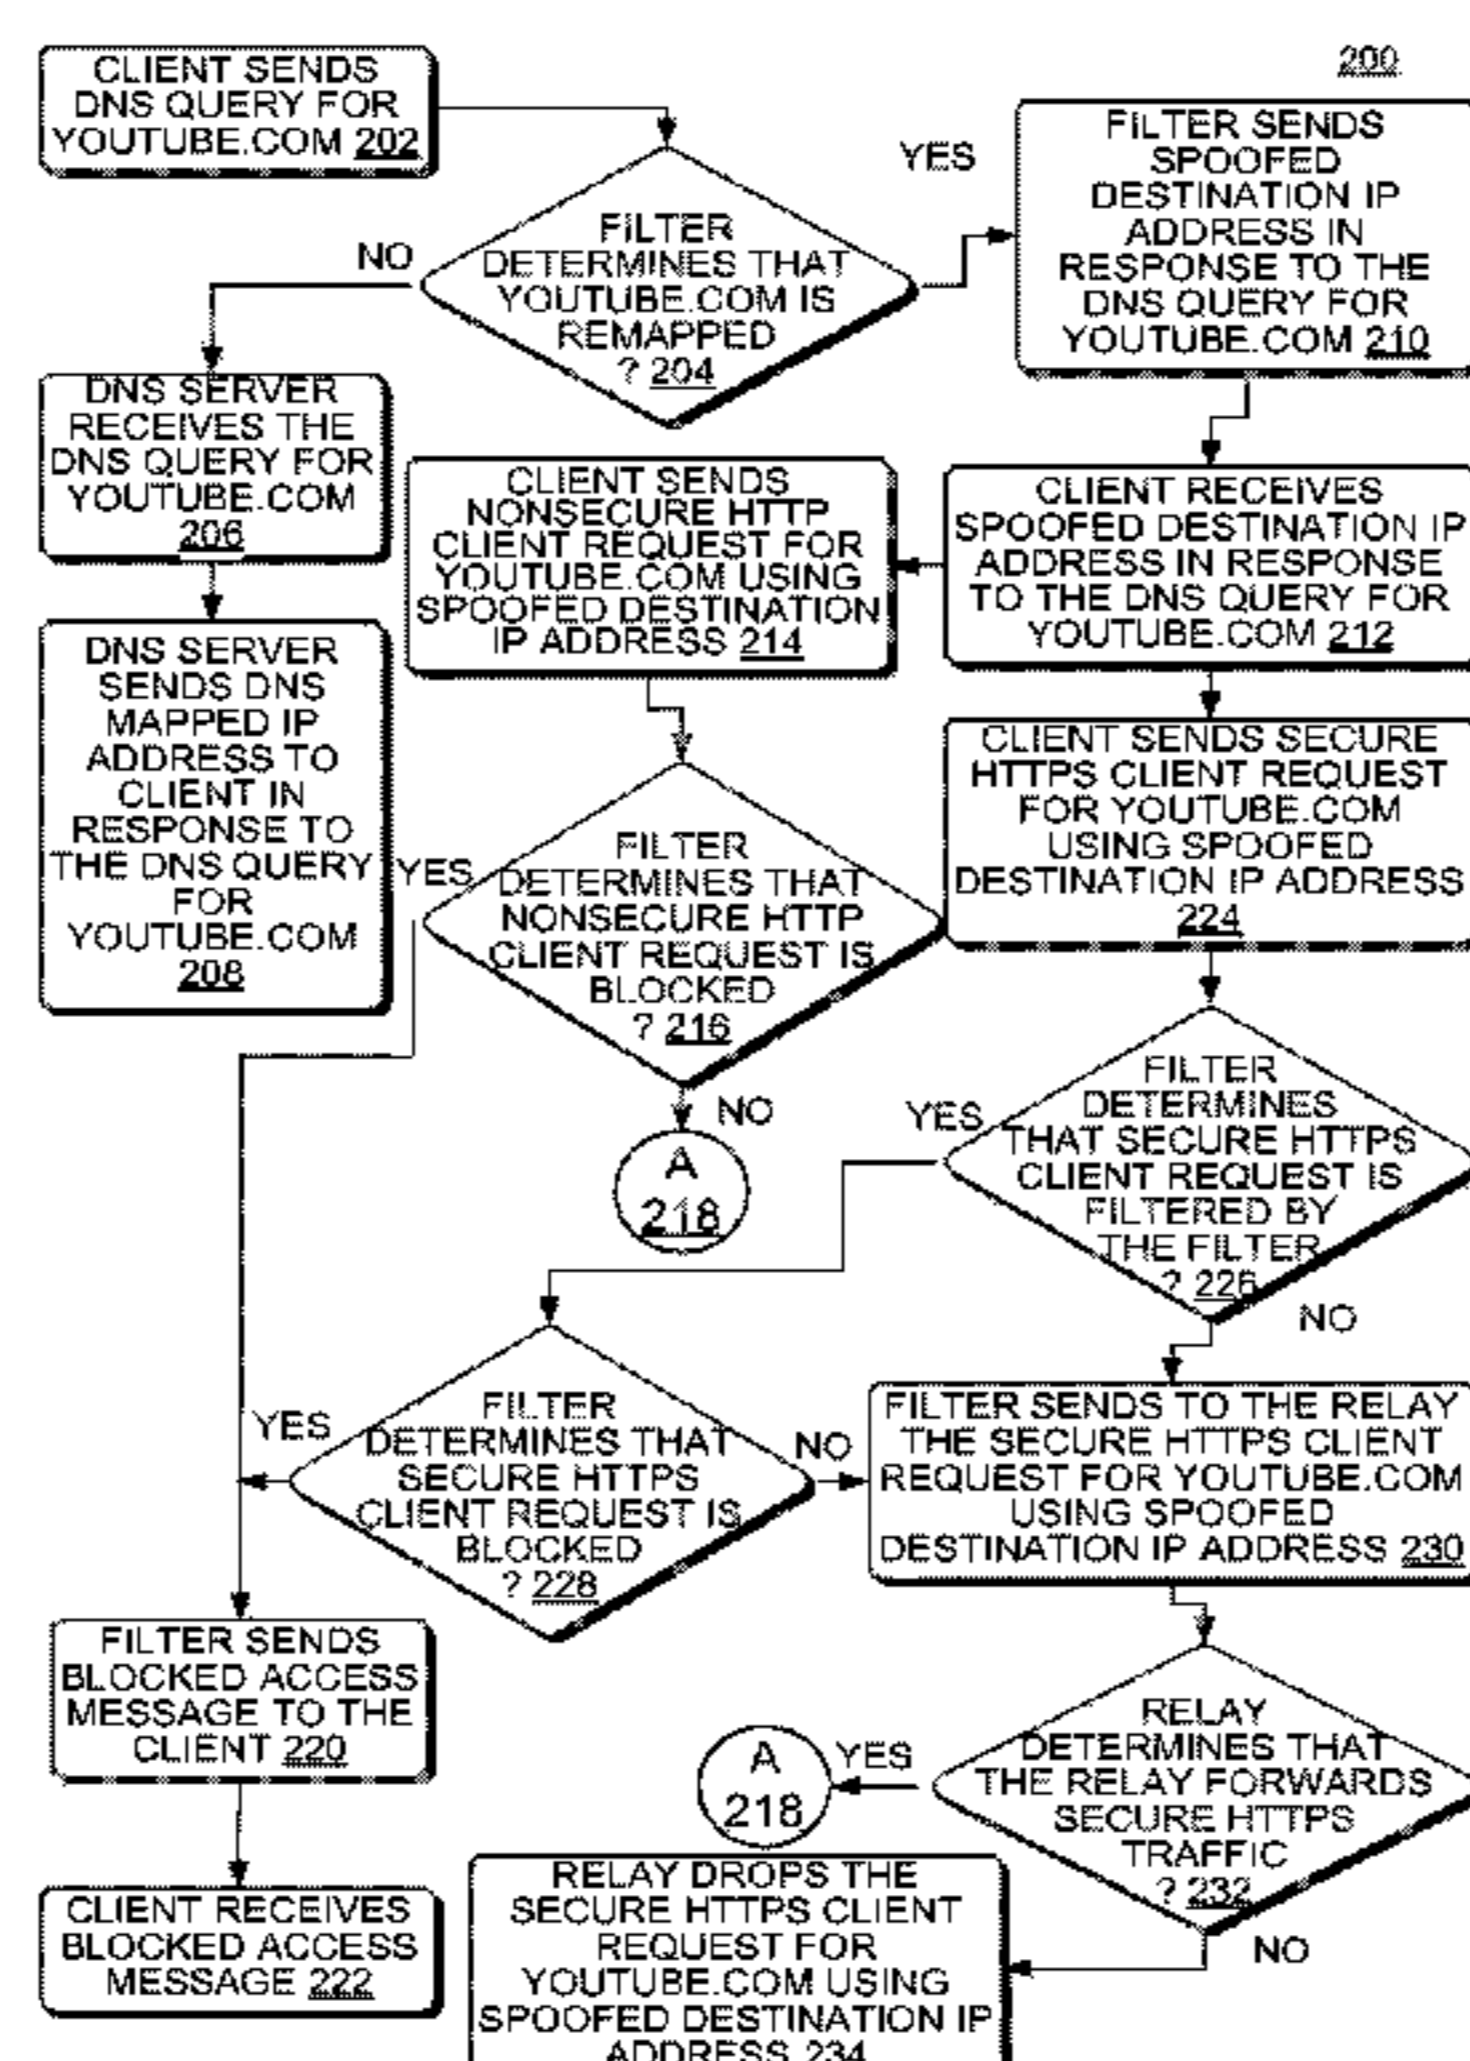 200
CLIENT SENDS
DNS QUERY FOR
YOUTUBE.COM 202
FILTER
DETERMINES THAT
YOUTUBE.COM IS
REMAPPED
? 204
YES
NO
FILTER SENDS
SPOOFED
DESTINATION IP
ADDRESS IN
RESPONSE TO THE
DNS QUERY FOR
YOUTUBE.COM 210
DNS SERVER
RECEIVES THE
DNS QUERY FOR
YOUTUBE.COM
206
CLIENT SENDS
NONSECURE HTTP
CLIENT REQUEST FOR
YOUTUBE.COM USING
SPOOFED DESTINATION
IP ADDRESS 214
CLIENT RECEIVES
SPOOFED DESTINATION IP
ADDRESS IN RESPONSE
TO THE DNS QUERY FOR
YOUTUBE.COM 212
DNS SERVER
SENDS DNS
MAPPED IP
ADDRESS TO
CLIENT IN
RESPONSE TO
THE DNS QUERY
FOR
YOUTUBE.COM
208
YES
FILTER
DETERMINES THAT
NONSECURE HTTP
CLIENT REQUEST IS
BLOCKED
? 216
NO
A
218
CLIENT SENDS SECURE
HTTPS CLIENT REQUEST
FOR YOUTUBE.COM
USING SPOOFED
DESTINATION IP ADDRESS
224
YES
FILTER
DETERMINES
THAT SECURE HTTPS
CLIENT REQUEST IS
FILTERED BY
THE FILTER
? 226
NO
YES
FILTER
DETERMINES THAT
SECURE HTTPS
CLIENT REQUEST IS
BLOCKED
? 228
NO
FILTER SENDS TO THE RELAY
THE SECURE HTTPS CLIENT
REQUEST FOR YOUTUBE.COM
USING SPOOFED
DESTINATION IP ADDRESS 230
FILTER SENDS
BLOCKED ACCESS
MESSAGE TO THE
CLIENT 220
A
218
YES
RELAY
DETERMINES THAT
THE RELAY FORWARDS
SECURE HTTPS
TRAFFIC
? 232
NO
CLIENT RECEIVES
BLOCKED ACCESS
MESSAGE 222
RELAY DROPS THE
SECURE HTTPS CLIENT
REQUEST FOR
YOUTUBE.COM USING
SPOOFED DESTINATION IP
ADDRESS 234